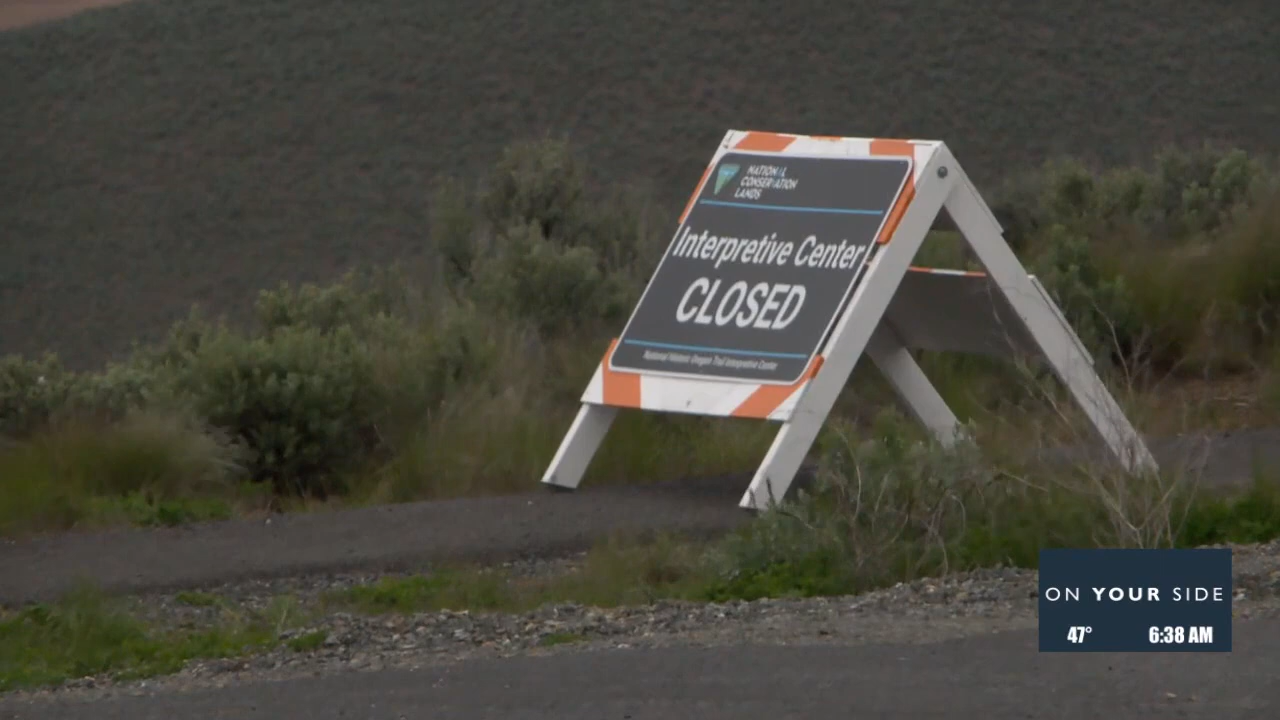 NATIONAL
CONSERVATION
LANDS
Interpretive Center
CLOSED
National Historic Oregon Trail Interpretive Center
ON YOUR SIDE
47° 6:38 AM